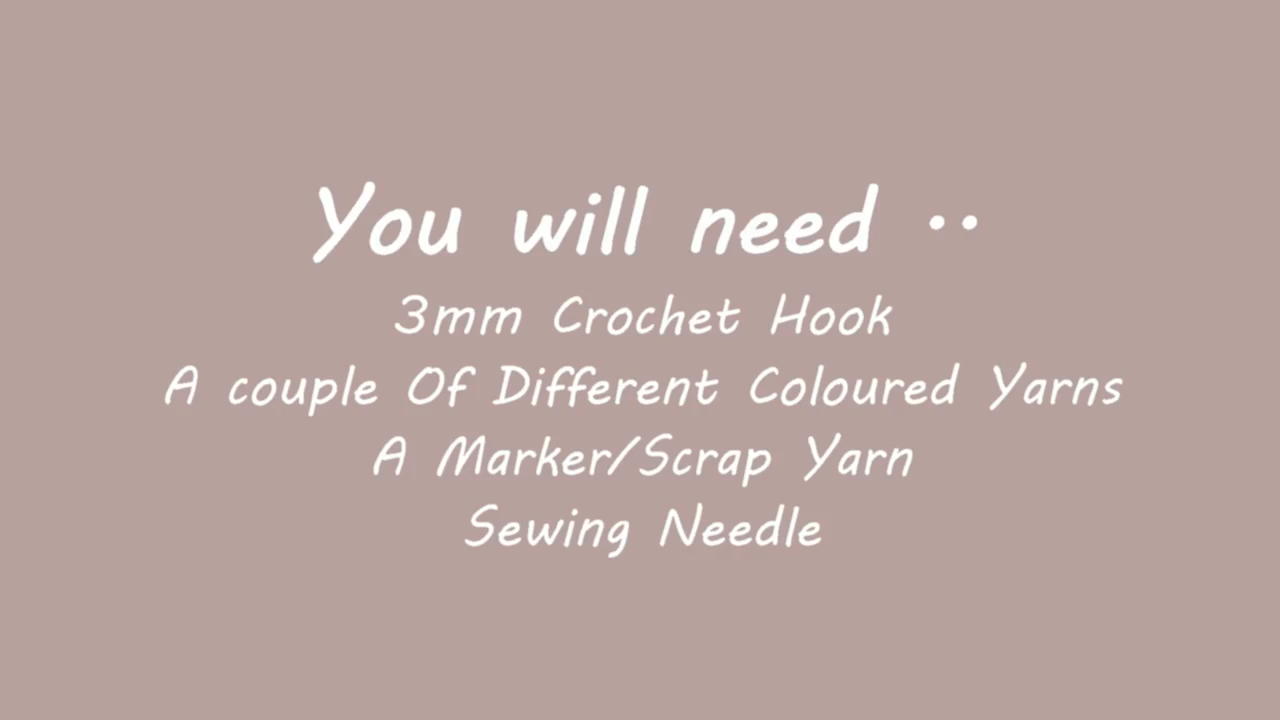 You will need ..
3mm Crochet Hook
A couple Of Different Coloured Yarns
A Marker/Scrap Yarn
Sewing Needle